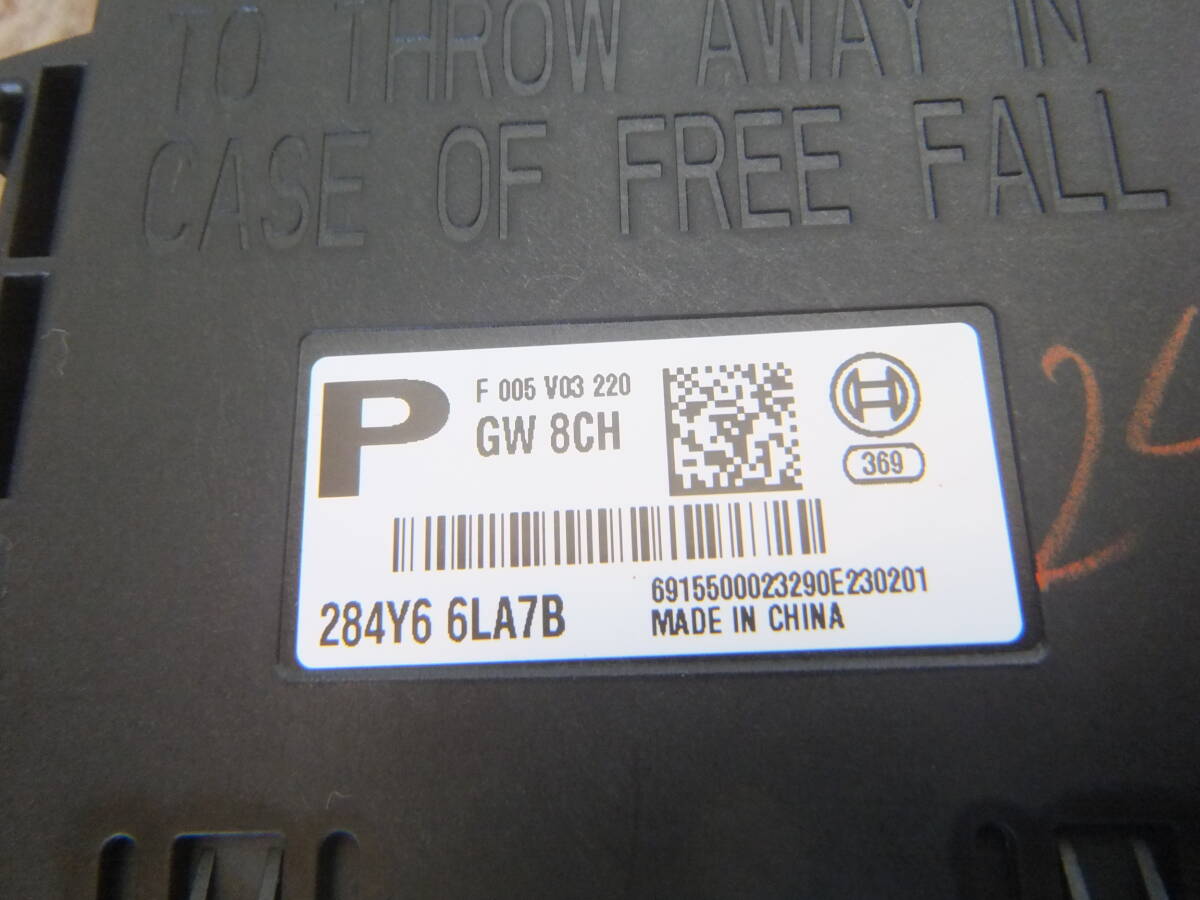 TO THROW AWAY IN
CASE OF FREE FALL
P
F 005 V03 220
GW 8CH
369
284Y6 6LA7B
6915500023290E230201
MADE IN CHINA
24